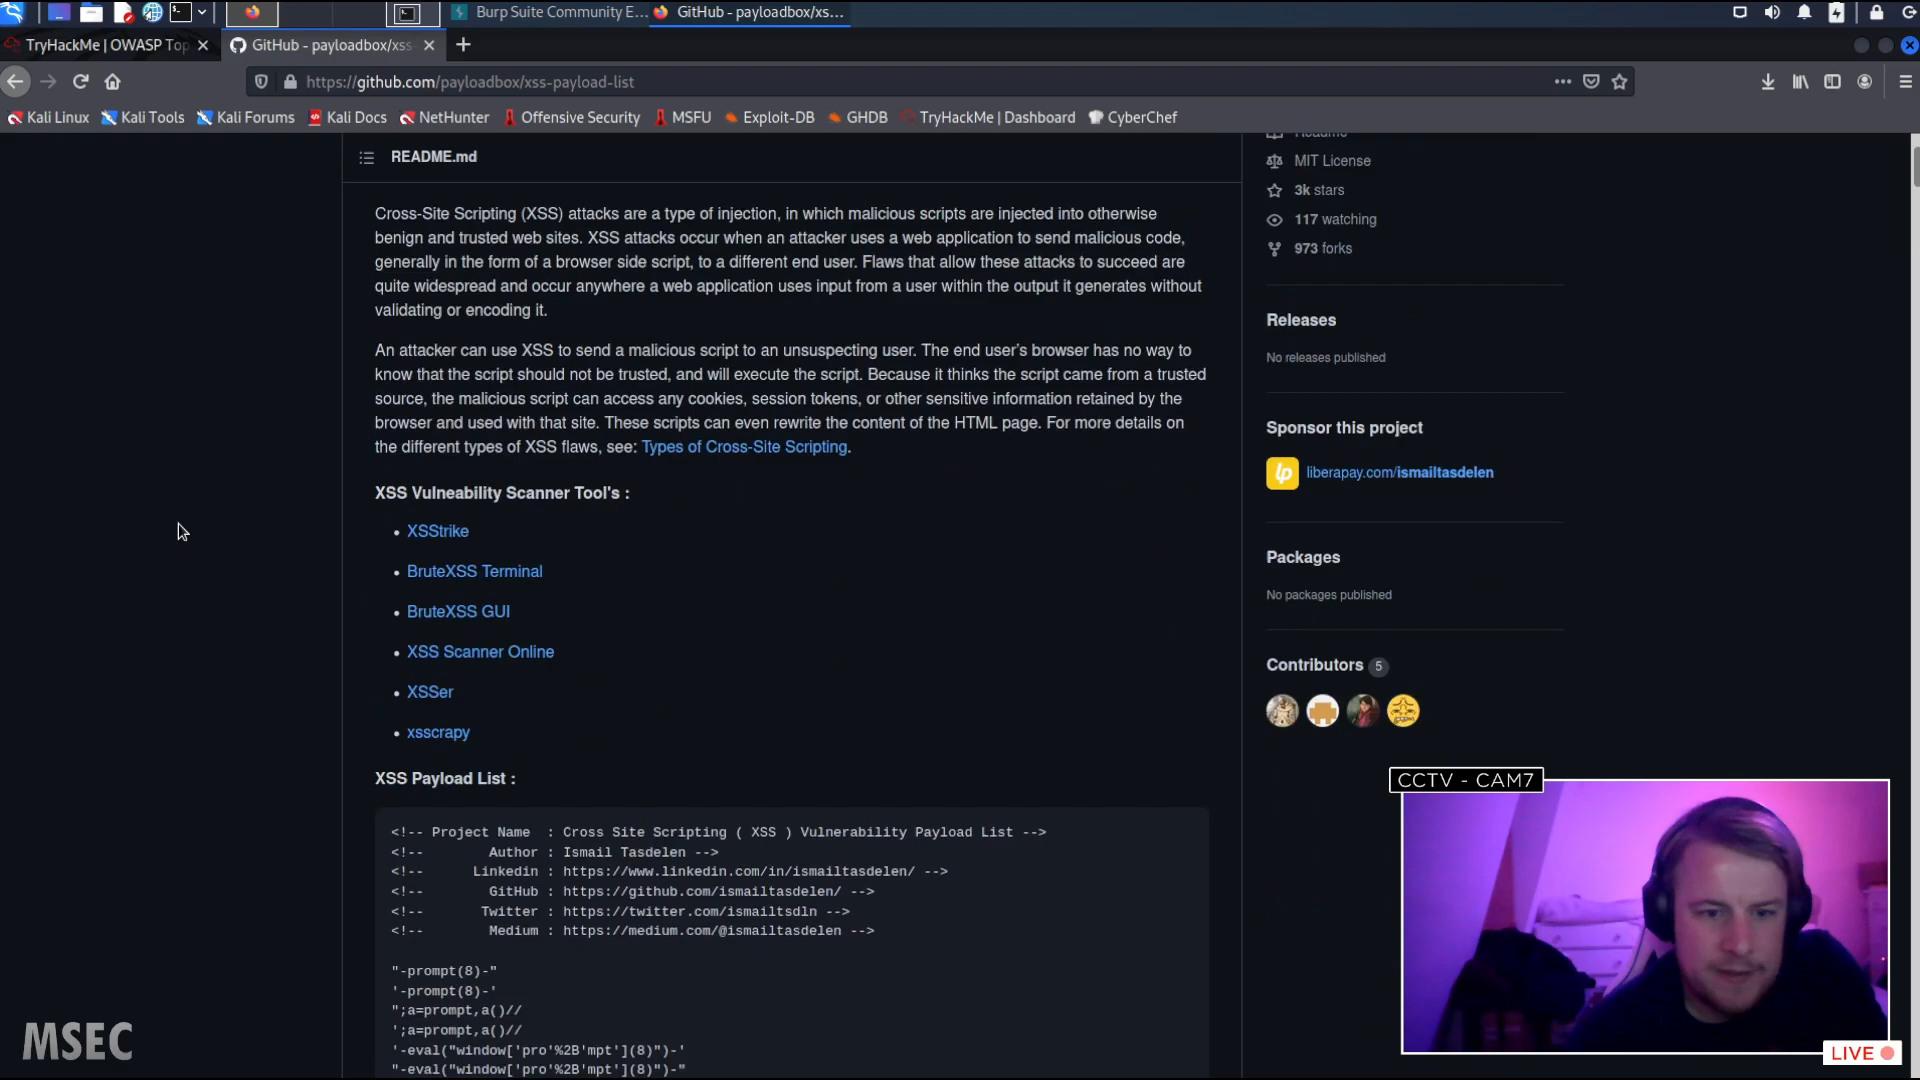 Burp Suite Community E...
GitHub - payloadbox/xs...
TryHackMe | OWASP Top
GitHub - payloadbox/xss
https://github.com/payloadbox/xss-payload-list
Kali Linux
Kali Tools
Kali Forums
Kali Docs
NetHunter
Offensive Security
MSFU
Exploit-DB
GHDB
TryHackMe | Dashboard
CyberChef
README.md
Cross-Site Scripting (XSS) attacks are a type of injection, in which malicious scripts are injected into otherwise
benign and trusted web sites. XSS attacks occur when an attacker uses a web application to send malicious code,
generally in the form of a browser side script, to a different end user. Flaws that allow these attacks to succeed are
quite widespread and occur anywhere a web application uses input from a user within the output it generates without
validating or encoding it.
An attacker can use XSS to send a malicious script to an unsuspecting user. The end user's browser has no way to
know that the script should not be trusted, and will execute the script. Because it thinks the script came from a trusted
source, the malicious script can access any cookies, session tokens, or other sensitive information retained by the
browser and used with that site. These scripts can even rewrite the content of the HTML page. For more details on
the different types of XSS flaws, see: Types of Cross-Site Scripting.
XSS Vulneability Scanner Tool's :
• XSStrike
• BruteXSS Terminal
• BruteXSS GUI
• XSS Scanner Online
• XSSer
• xsscrapy
XSS Payload List :
<!-- Project Name : Cross Site Scripting ( XSS ) Vulnerability Payload List -->
<!-- Author : Ismail Tasdelen -->
<!-- Linkedin : https://www.linkedin.com/in/ismailtasdelen/ -->
<!-- GitHub : https://github.com/ismailtasdelen/ -->
<!-- Twitter : https://twitter.com/ismailtsdln -->
<!-- Medium : https://medium.com/@ismailtasdelen -->
"-prompt(8)-"
'-prompt(8)-'
";a=prompt,a()//
';a=prompt,a()//
'-eval("window['pro'%2B'mpt'](8)")-'
"-eval("window['pro'%2B'mpt'](8)")-"
Readme
MIT License
3k stars
117 watching
973 forks
Releases
No releases published
Sponsor this project
liberapay.com/ismailtasdelen
Packages
No packages published
Contributors 5
CCTV - CAM7
MSEC
LIVE